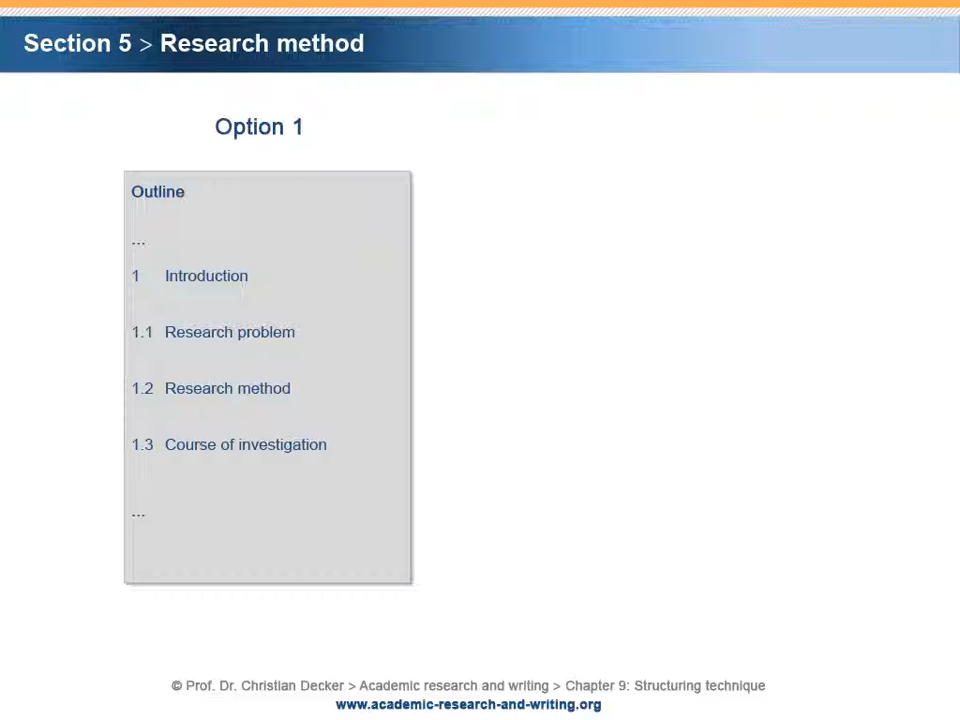 Section 5 > Research method
Option 1
Outline
...
1 Introduction
1.1 Research problem
1.2 Research method
1.3 Course of investigation
...
© Prof. Dr. Christian Decker > Academic research and writing > Chapter 9: Structuring technique
www.academic-research-and-writing.org